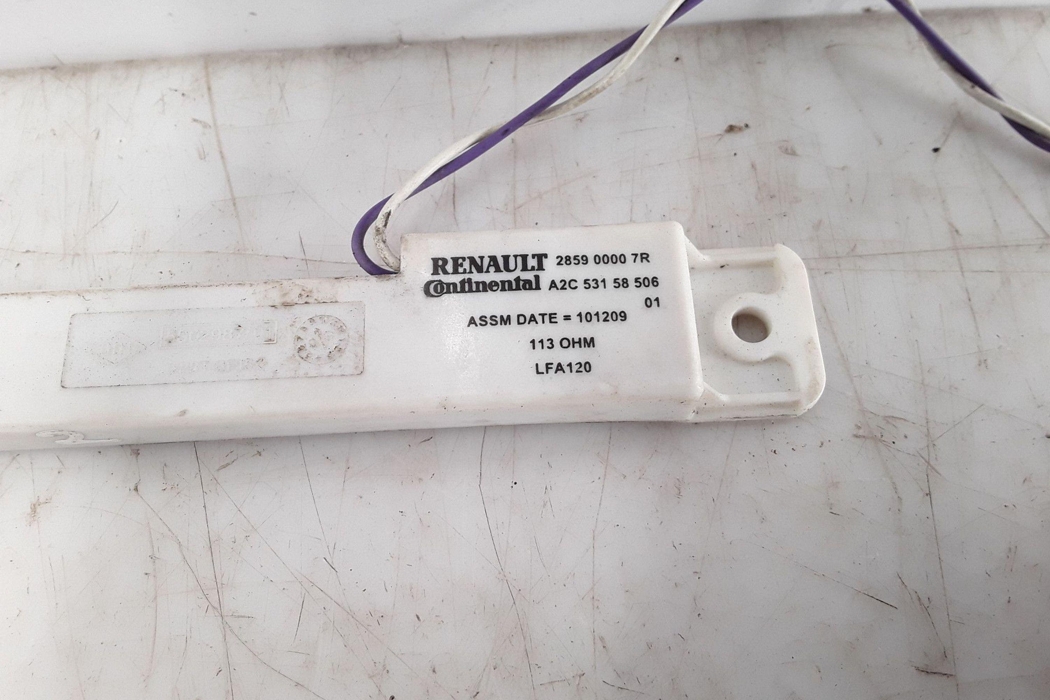 RENAULT 2859 0000 7R
Continental A2C 531 58 506
01
ASSM DATE = 101209
113 OHM
LFA120